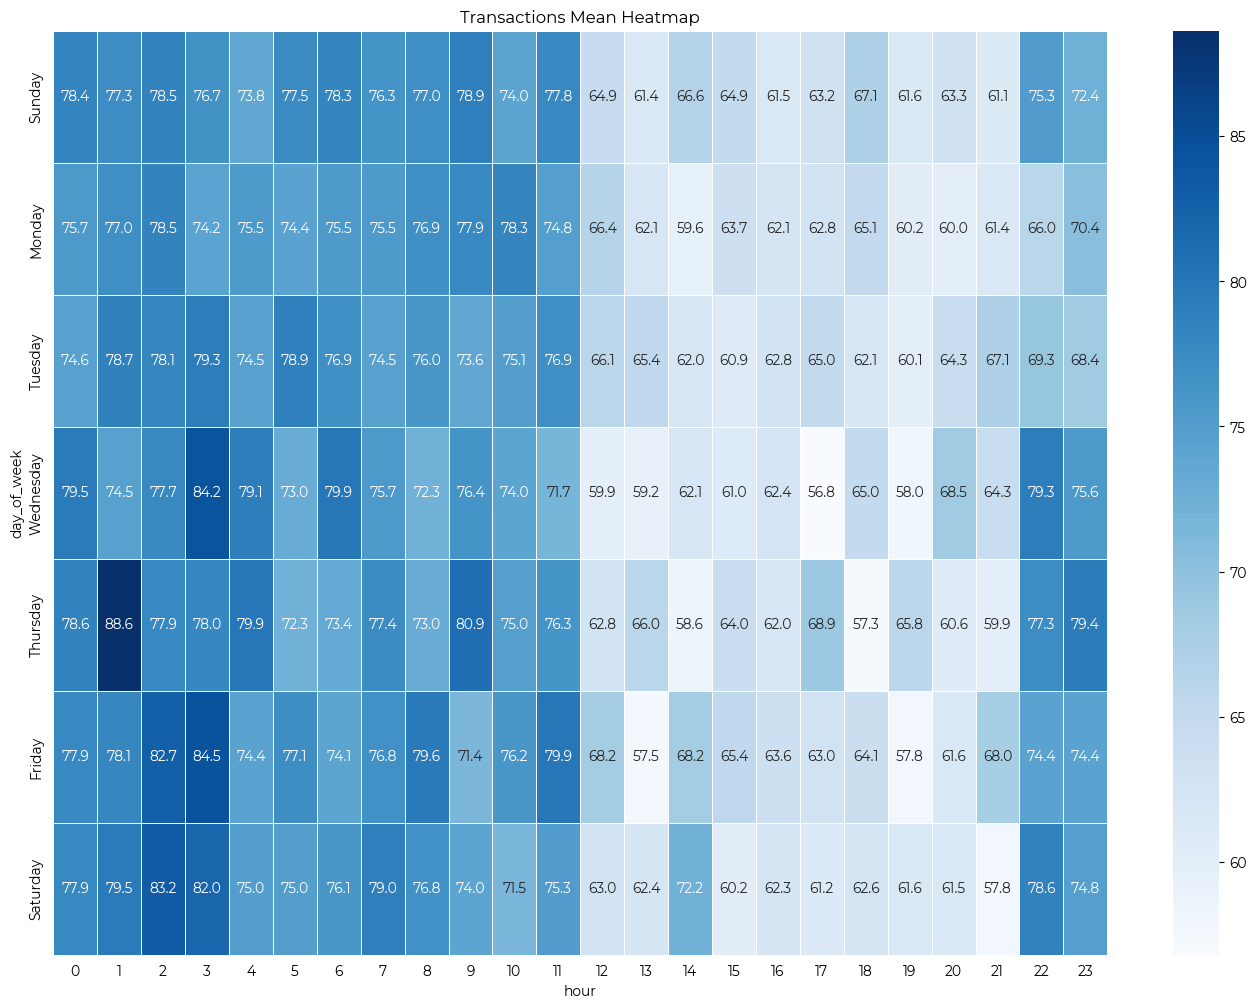 Transactions Mean Heatmap
Sunday 78.4 77.3 78.5 76.7 73.8 77.5 78.3 76.3 77.0 78.9 74.0 77.8 64.9 61.4 66.6 64.9 61.5 63.2 67.1 61.6 63.3 61.1 75.3 72.4
Monday 75.7 77.0 78.5 74.2 75.5 74.4 75.5 75.5 76.9 77.9 78.3 74.8 66.4 62.1 59.6 63.7 62.1 62.8 65.1 60.2 60.0 61.4 66.0 70.4
Tuesday 74.6 78.7 78.1 79.3 74.5 78.9 76.9 74.5 76.0 73.6 75.1 76.9 66.1 65.4 62.0 60.9 62.8 65.0 62.1 60.1 64.3 67.1 69.3 68.4
day_of_week
Wednesday 79.5 74.5 77.7 84.2 79.1 73.0 79.9 75.7 72.3 76.4 74.0 71.7 59.9 59.2 62.1 61.0 62.4 56.8 65.0 58.0 68.5 64.3 79.3 75.6
Thursday 78.6 88.6 77.9 78.0 79.9 72.3 73.4 77.4 73.0 80.9 75.0 76.3 62.8 66.0 58.6 64.0 62.0 68.9 57.3 65.8 60.6 59.9 77.3 79.4
Friday 77.9 78.1 82.7 84.5 74.4 77.1 74.1 76.8 79.6 71.4 76.2 79.9 68.2 57.5 68.2 65.4 63.6 63.0 64.1 57.8 61.6 68.0 74.4 74.4
Saturday 77.9 79.5 83.2 82.0 75.0 75.0 76.1 79.0 76.8 74.0 71.5 75.3 63.0 62.4 72.2 60.2 62.3 61.2 62.6 61.6 61.5 57.8 78.6 74.8
0 1 2 3 4 5 6 7 8 9 10 11 12 13 14 15 16 17 18 19 20 21 22 23
hour
85
80
75
70
65
60